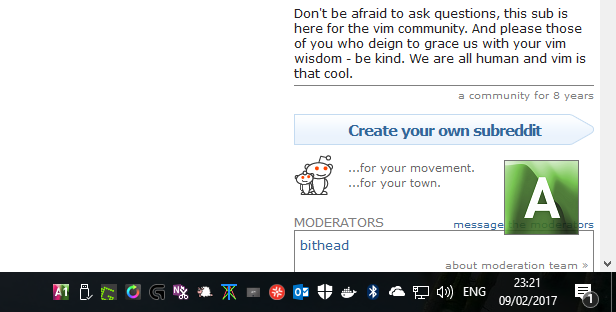 Don't be afraid to ask questions, this sub is
here for the vim community. And please those
of you who deign to grace us with your vim
wisdom - be kind. We are all human and vim is
that cool.
a community for 8 years
Create your own subreddit
...for your movement.
...for your town.
A
MODERATORS
message the moderators
bithead
about moderation team »
A1
ENG
23:21
09/02/2017
1